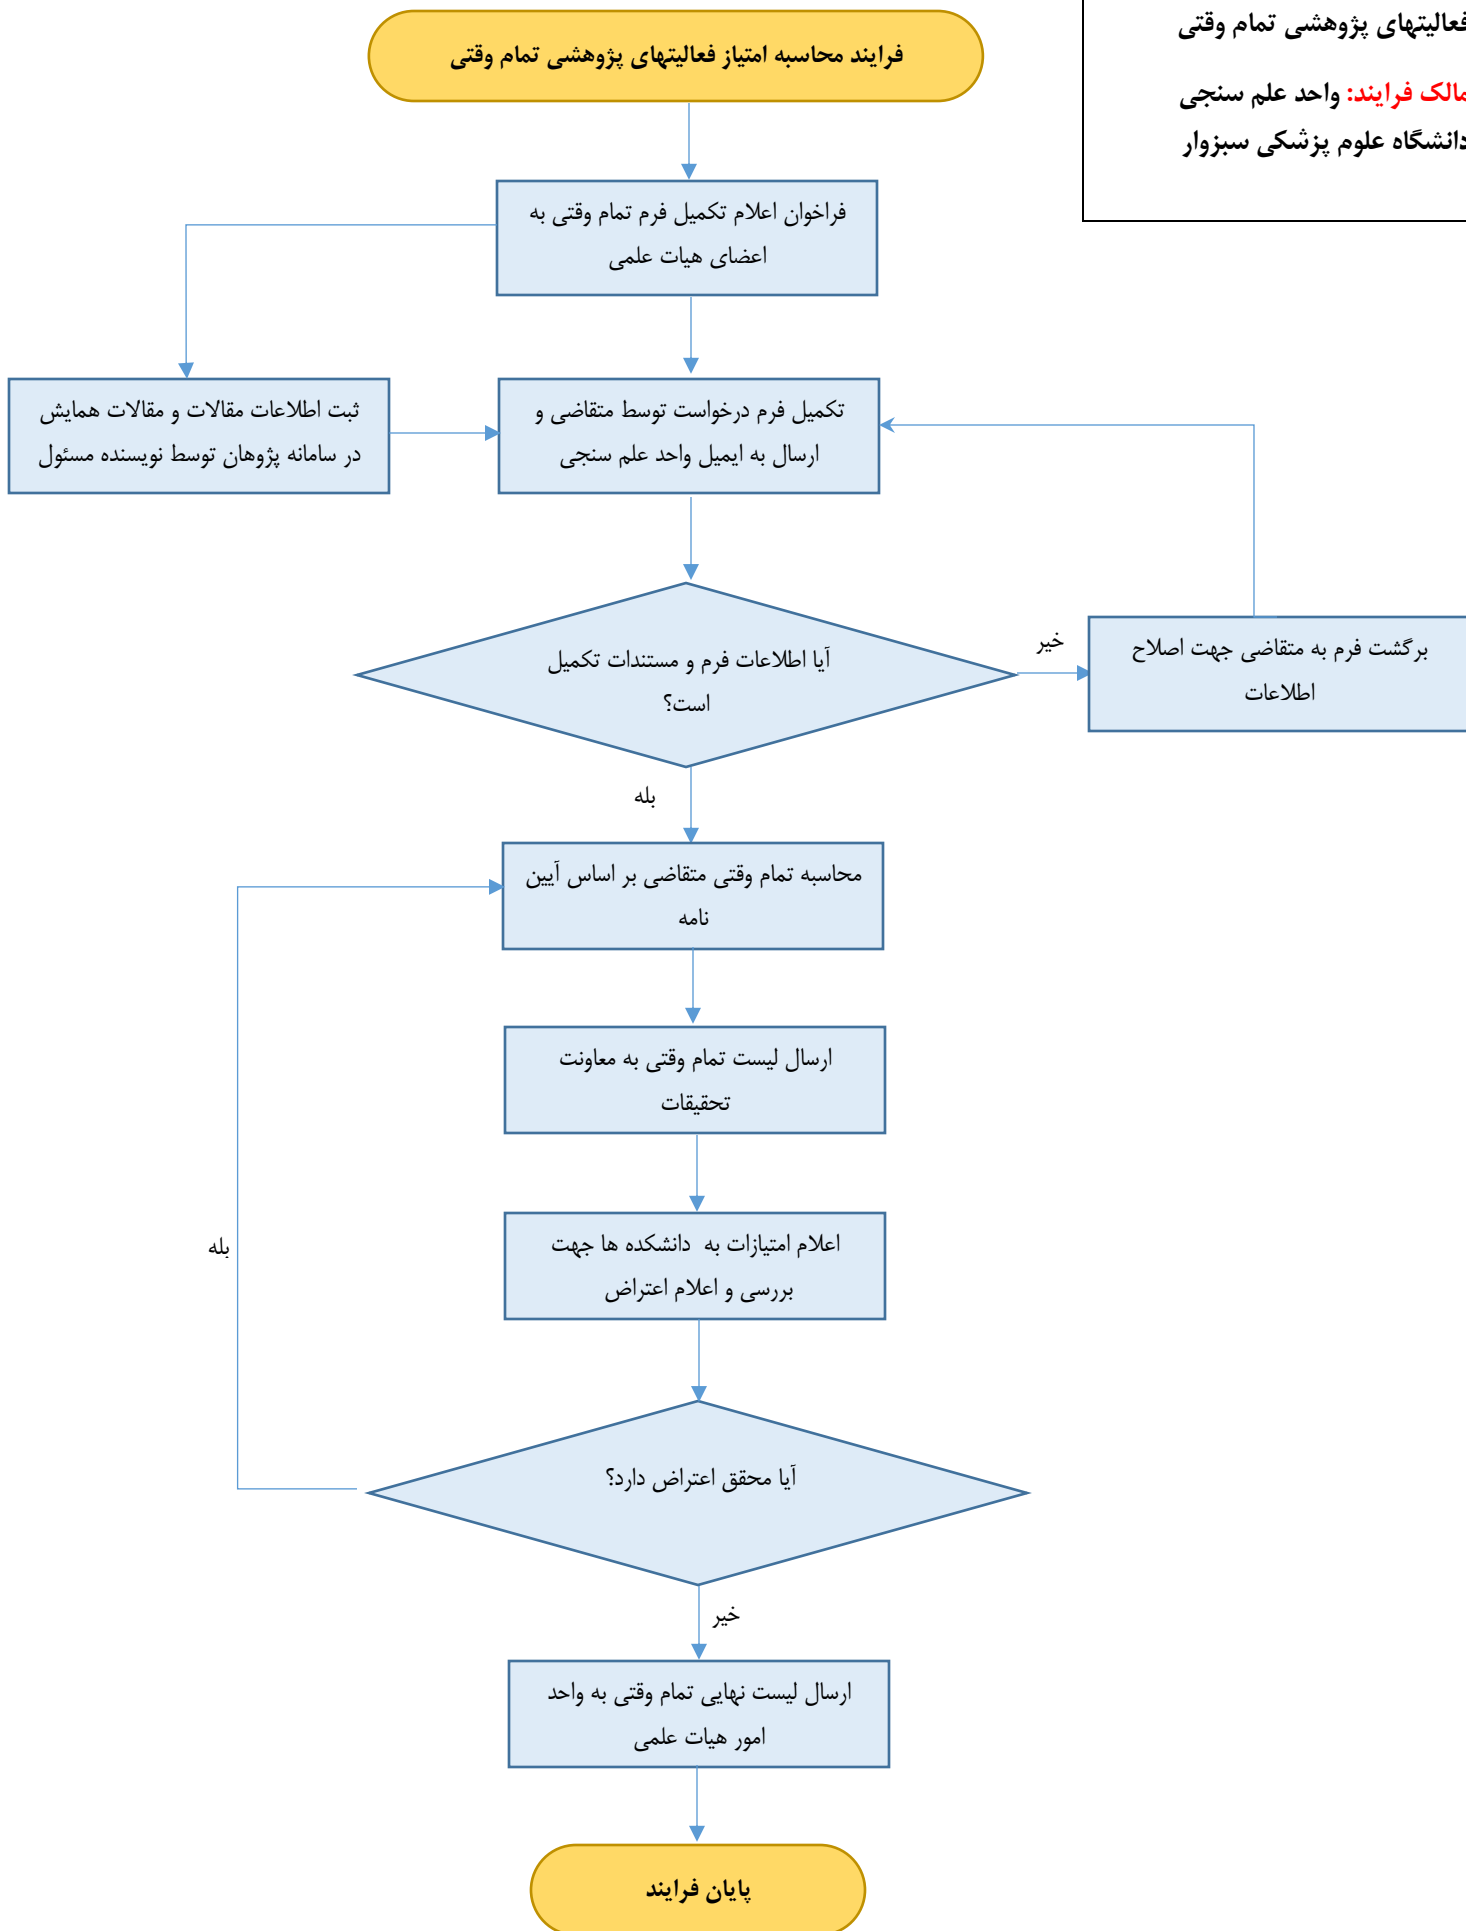 فعالیتهای پژوهشی تمام وقتی
مالک فرایند: واحد علم سنجی
دانشگاه علوم پزشکی سبزوار
فرایند محاسبه امتیاز فعالیتهای پژوهشی تمام وقتی
فراخوان اعلام تکمیل فرم تمام وقتی به
اعضای هیات علمی
تکمیل فرم درخواست توسط متقاضی و
ارسال به ایمیل واحد علم سنجی
ثبت اطلاعات مقالات و مقالات همایش
در سامانه پژوهان توسط نویسنده مسئول
آیا اطلاعات فرم و مستندات تکمیل
است؟
خیر
برگشت فرم به متقاضی جهت اصلاح
اطلاعات
بله
محاسبه تمام وقتی متقاضی بر اساس آیین
نامه
ارسال لیست تمام وقتی به معاونت
تحقیقات
اعلام امتیازات به دانشکده ها جهت
بررسی و اعلام اعتراض
بله
آیا محقق اعتراض دارد؟
خیر
ارسال لیست نهایی تمام وقتی به واحد
امور هیات علمی
پایان فرایند